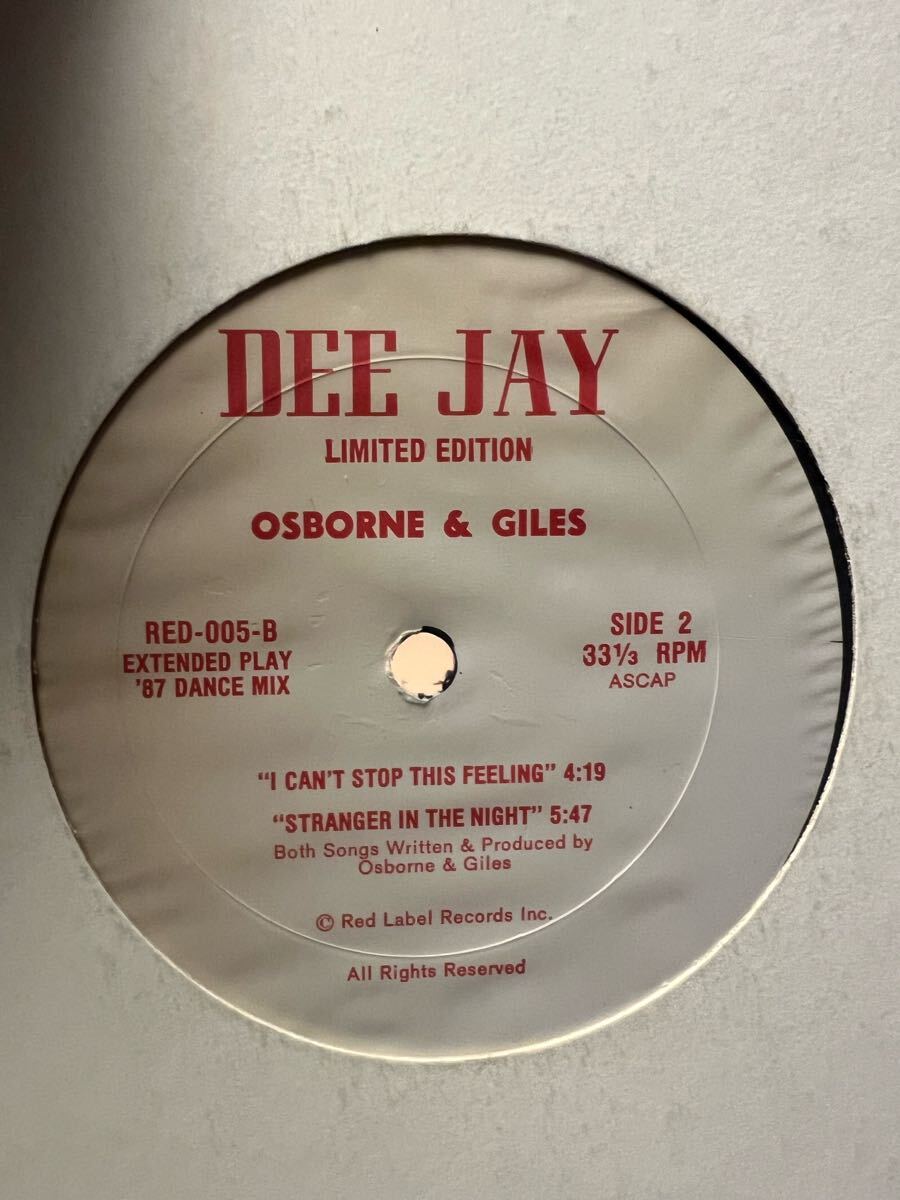 DEE JAY
LIMITED EDITION
OSBORNE & GILES
RED-005-B
EXTENDED PLAY
'87 DANCE MIX
SIDE 2
33⅓ RPM
ASCAP
"I CAN'T STOP THIS FEELING" 4:19
"STRANGER IN THE NIGHT" 5:47
Both Songs Written & Produced by
Osborne & Giles
© Red Label Records Inc.
All Rights Reserved